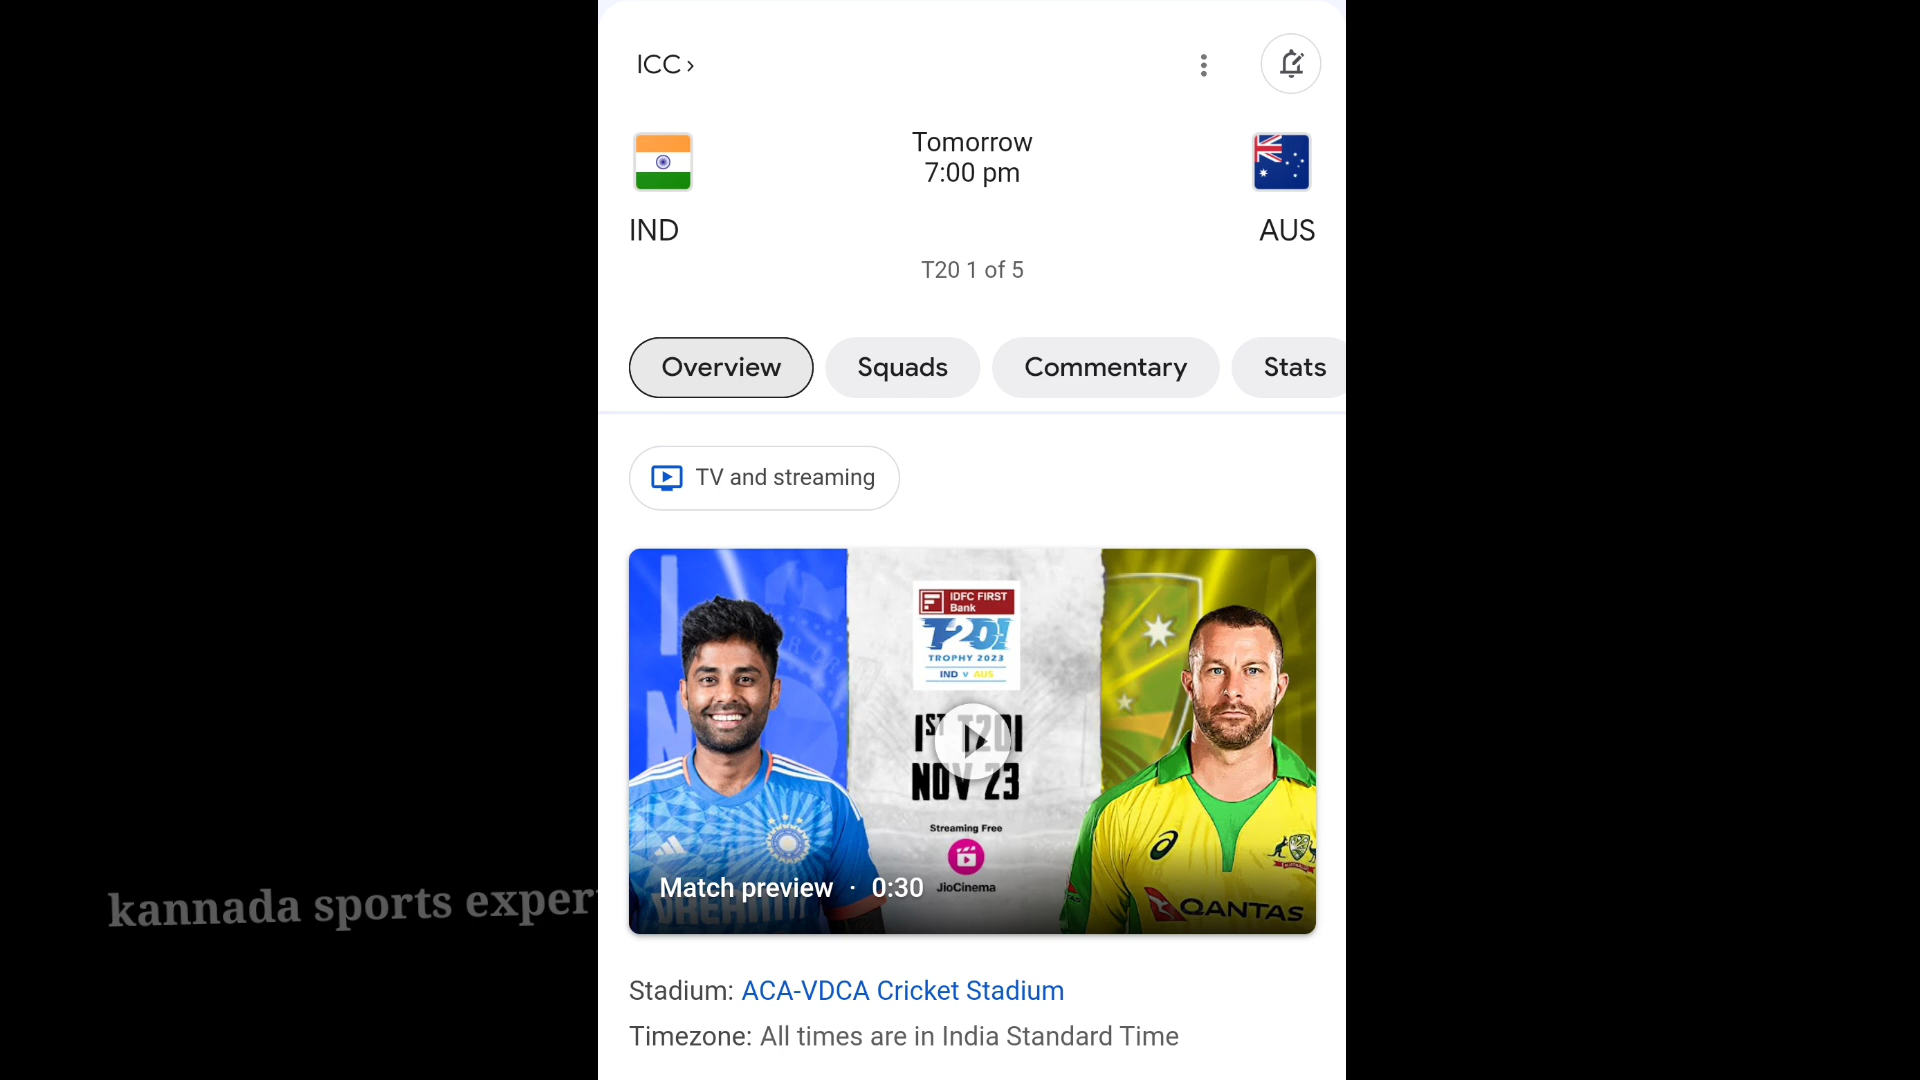 ICC ›
Tomorrow
7:00 pm
IND
AUS
T20 1 of 5
Overview
Squads
Commentary
Stats
TV and streaming
IDFC FIRST
Bank
T20I
TROPHY 2023
IND v AUS
1ST T20I
NOV 23
Streaming Free
JioCinema
Match preview · 0:30
DREAM11
QANTAS
kannada sports exper
Stadium: ACA-VDCA Cricket Stadium
Timezone: All times are in India Standard Time